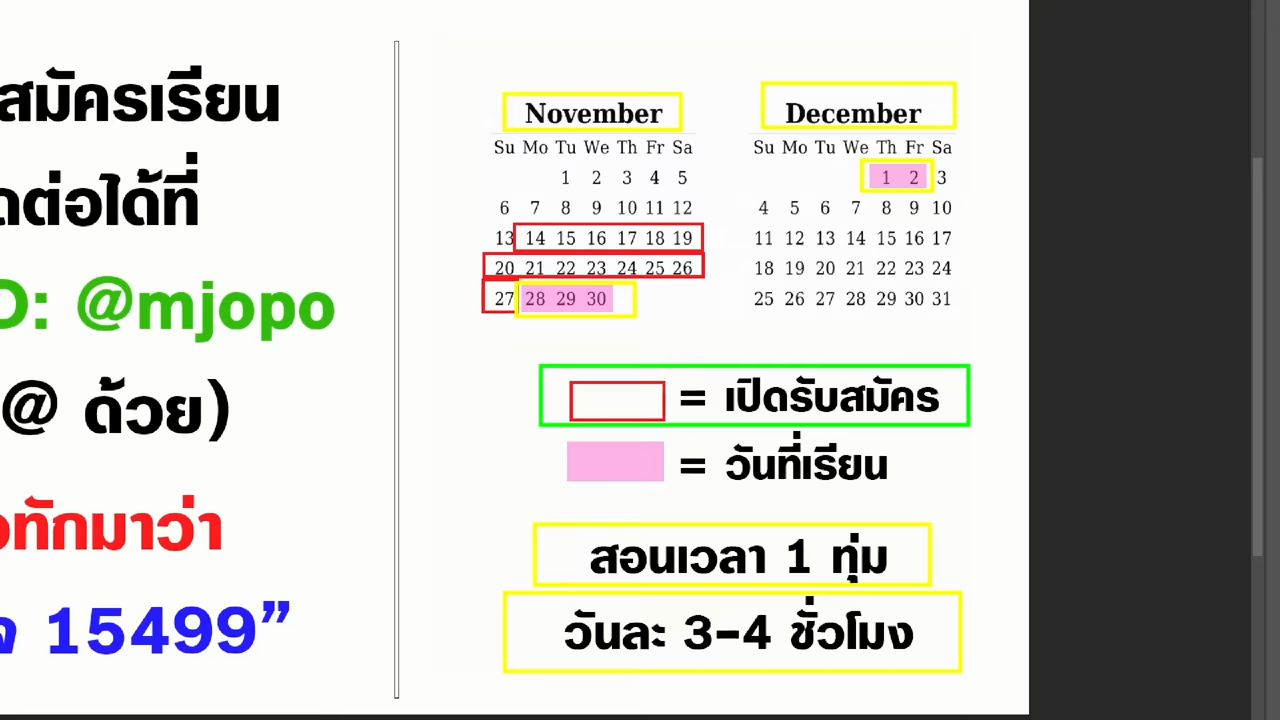 สมัครเรียน
ต่อได้ที่
D: @mjopo
@ ด้วย)
ทักมาว่า
15499”
November
Su Mo Tu We Th Fr Sa
1 2 3 4 5
6 7 8 9 10 11 12
13 14 15 16 17 18 19
20 21 22 23 24 25 26
27 28 29 30
December
Su Mo Tu We Th Fr Sa
1 2 3
4 5 6 7 8 9 10
11 12 13 14 15 16 17
18 19 20 21 22 23 24
25 26 27 28 29 30 31
= เปิดรับสมัคร
= วันที่เรียน
สอนเวลา 1 ทุ่ม
วันละ 3-4 ชั่วโมง